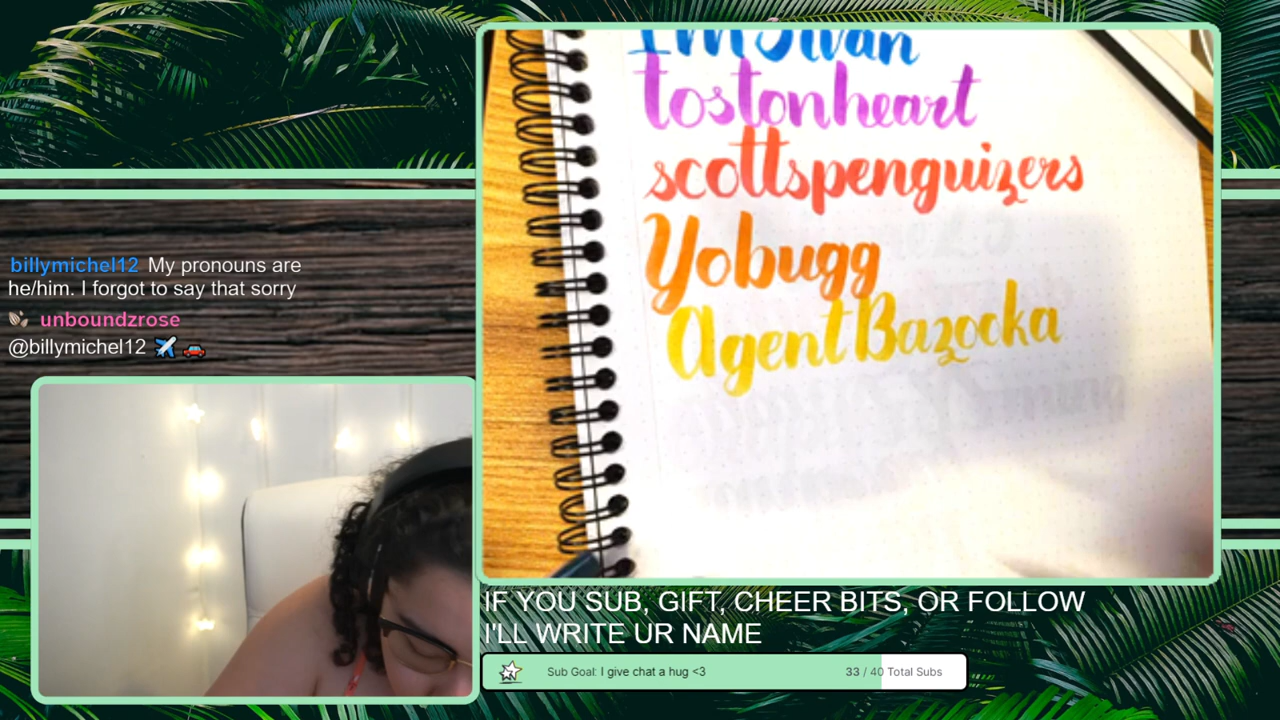 tostonheart
scottspenguizers
Yobugg
AgentBazooka
billymichel12 My pronouns are
he/him. I forgot to say that sorry
unboundzrose
@billymichel12 ✈️ 🚗
IF YOU SUB, GIFT, CHEER BITS, OR FOLLOW
I'LL WRITE UR NAME
Sub Goal: I give chat a hug <3 33 / 40 Total Subs